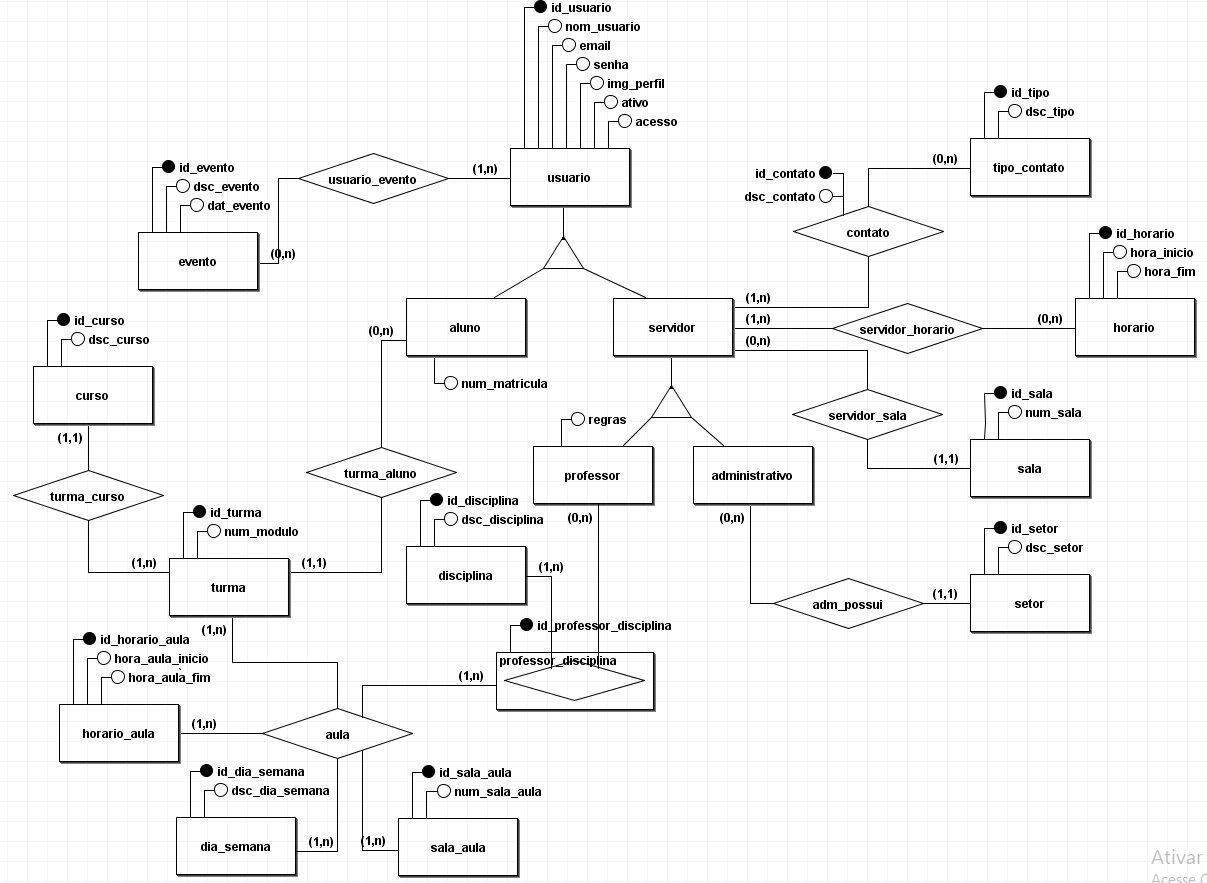 id_usuario
nom_usuario
email
senha
img_perfil
ativo
acesso
usuario
(1,n)
usuario_evento
id_evento
dsc_evento
dat_evento
evento
(0,n)
id_tipo
dsc_tipo
tipo_contato
(0,n)
id_contato
dsc_contato
contato
id_horario
hora_inicio
hora_fim
horario
(0,n)
servidor_horario
(1,n)
(1,n)
(0,n)
servidor
aluno
(0,n)
num_matricula
id_curso
dsc_curso
curso
(1,1)
turma_curso
turma_aluno
regras
professor
administrativo
servidor_sala
id_sala
num_sala
sala
(1,1)
id_turma
num_modulo
turma
(1,n)
(1,1)
id_disciplina
dsc_disciplina
disciplina
(1,n)
(0,n)
(0,n)
id_setor
dsc_setor
setor
(1,1)
adm_possui
id_professor_disciplina
professor_disciplina
(1,n)
(1,n)
id_horario_aula
hora_aula_inicio
hora_aula_fim
horario_aula
(1,n)
aula
id_dia_semana
dsc_dia_semana
dia_semana
(1,n)
id_sala_aula
num_sala_aula
sala_aula
(1,n)
Ativar
Acesse